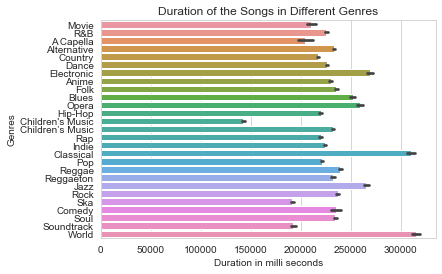 Duration of the Songs in Different Genres
Genres
Movie
R&B
A Capella
Alternative
Country
Dance
Electronic
Anime
Folk
Blues
Opera
Hip-Hop
Children's Music
Children's Music
Rap
Indie
Classical
Pop
Reggae
Reggaeton
Jazz
Rock
Ska
Comedy
Soul
Soundtrack
World
0 50000 100000 150000 200000 250000 300000
Duration in milli seconds